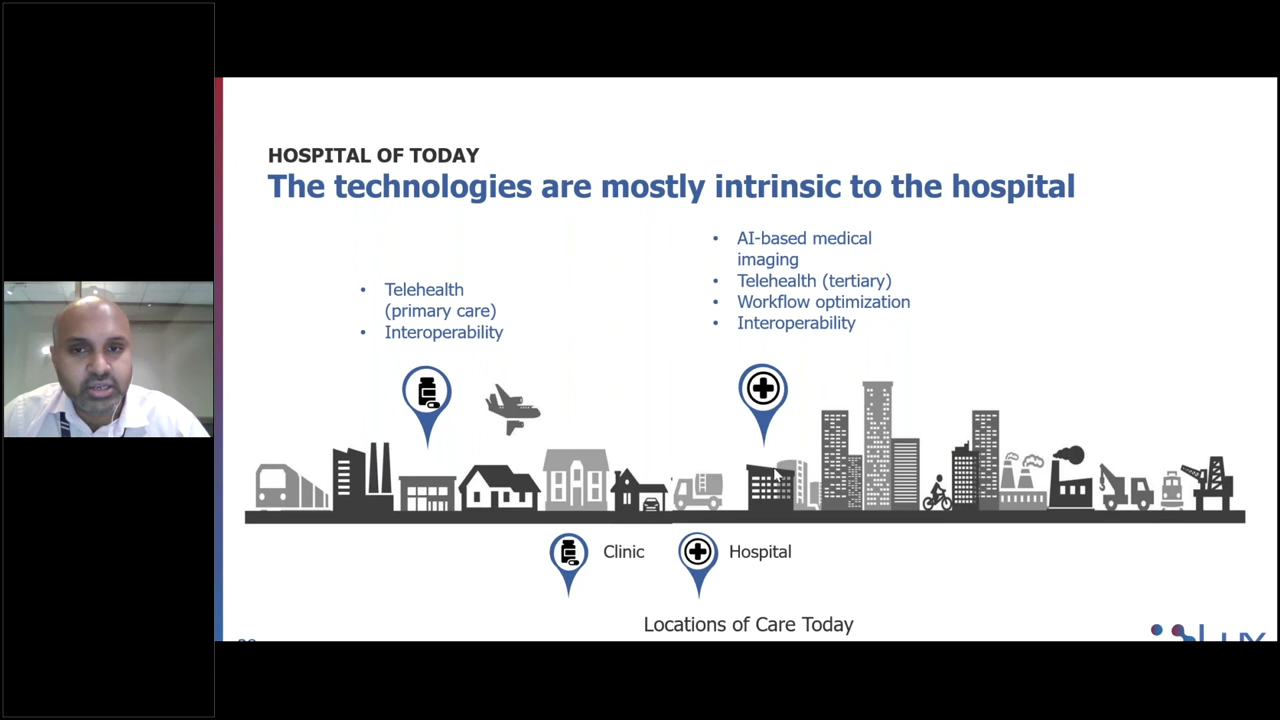 HOSPITAL OF TODAY
The technologies are mostly intrinsic to the hospital
• Telehealth
(primary care)
• Interoperability
• AI-based medical
imaging
• Telehealth (tertiary)
• Workflow optimization
• Interoperability
Clinic
Hospital
Locations of Care Today